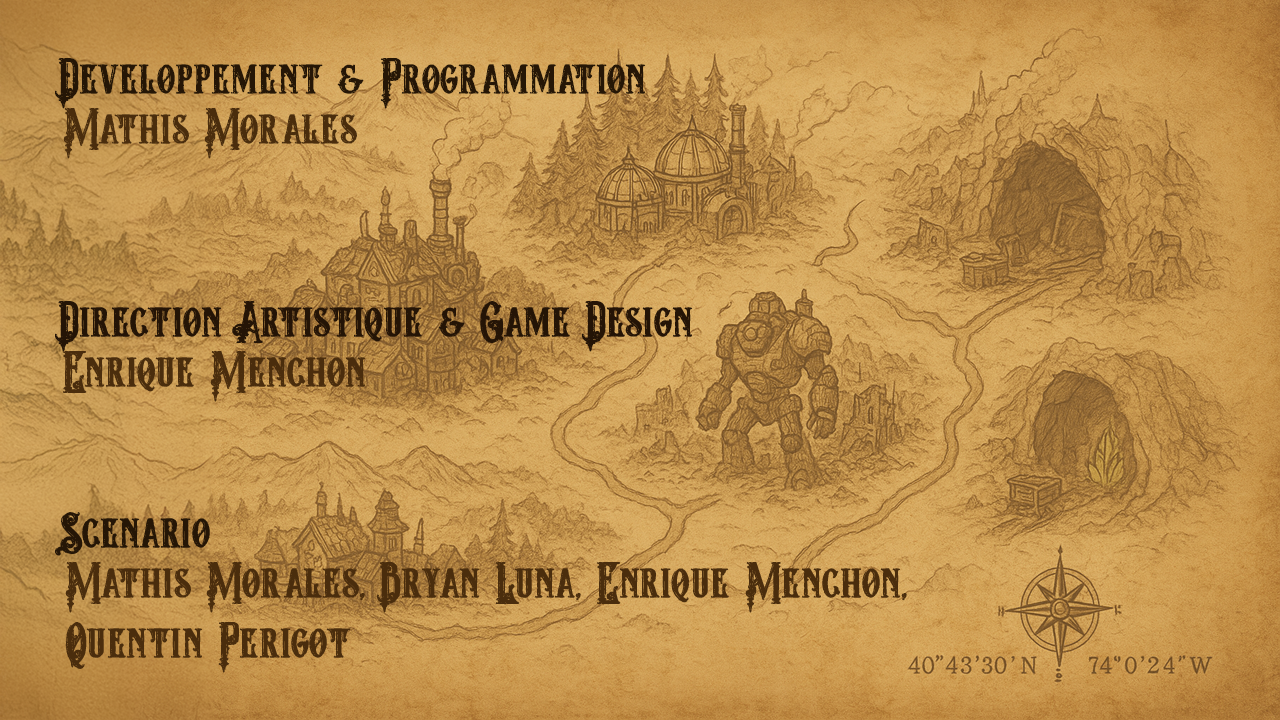 Developpement & Programmation
Mathis Morales
Direction Artistique & Game Design
Enrique Menchon
Scenario
Mathis Morales, Bryan Luna, Enrique Menchon,
Quentin Perigot
40"43'30'N 74"0'24"W